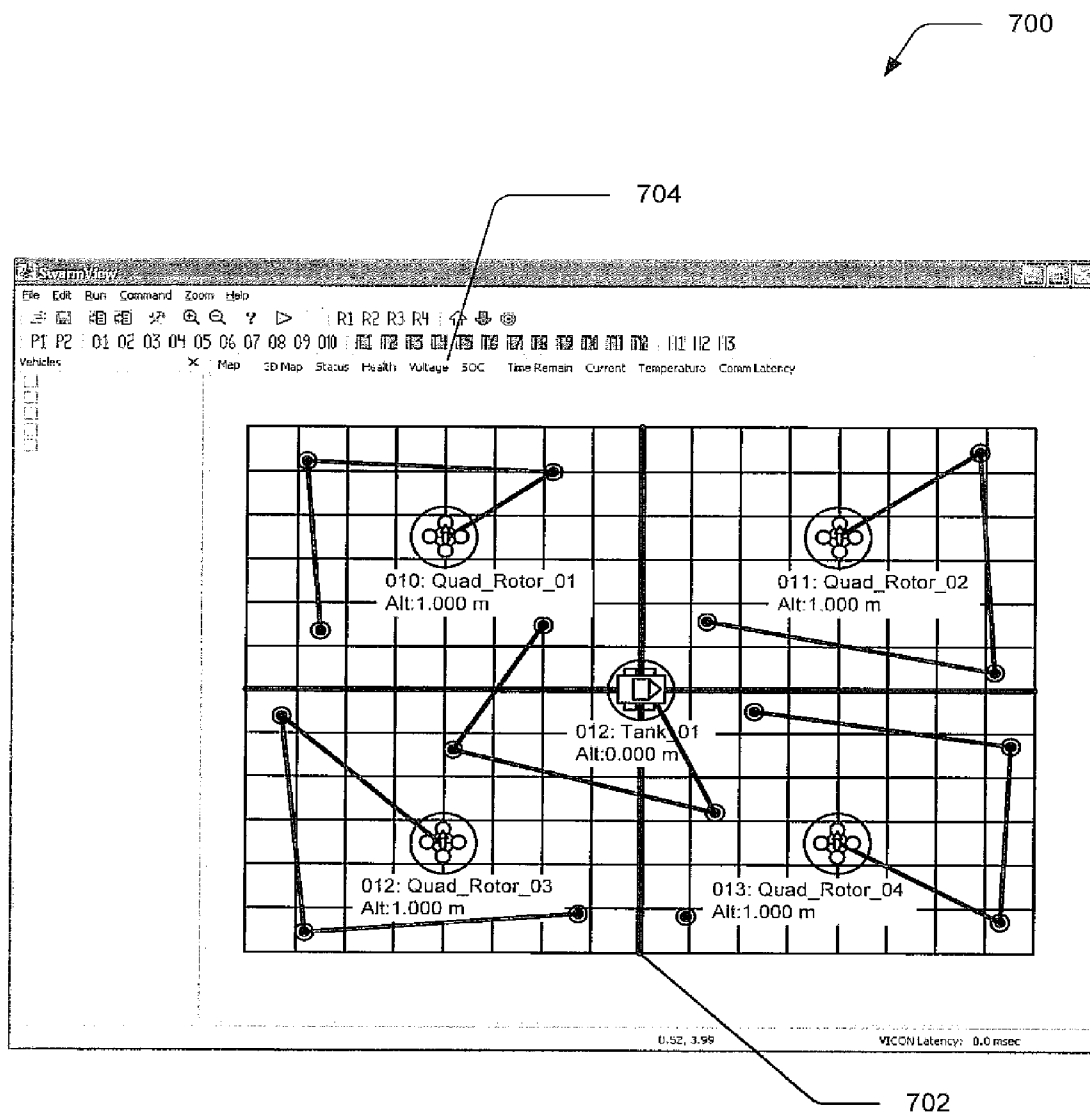 700
704
SwarmView
File Edit Run Command Zoom Help
? R1 R2 R3 R4
P1 P2 01 02 03 04 05 06 07 08 09 010
Vehicles X Map 3D Map Status Health Voltage SOC Time Remain Current Temperature Comm Latency
010: Quad_Rotor_01
Alt:1.000 m
011: Quad_Rotor_02
Alt:1.000 m
012: Tank_01
Alt:0.000 m
012: Quad_Rotor_03
Alt:1.000 m
013: Quad_Rotor_04
Alt:1.000 m
3.99
VICON Latency: 0.0 msec
702